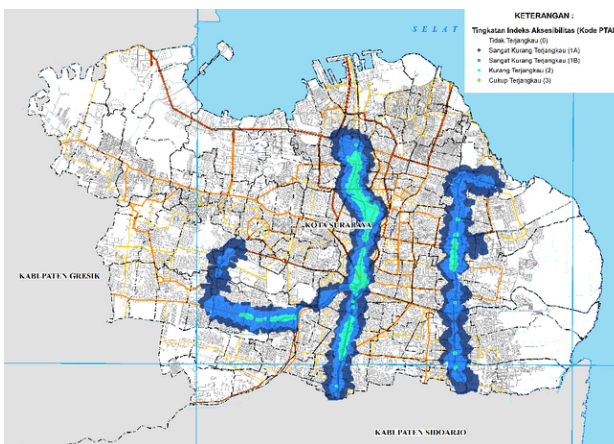 KETERANGAN :
SELAT
Tingkatan Indeks Aksesibilitas (Kode PTAL
Tidak Terjangkau (0)
Sangat Kurang Terjangkau (1A)
Sangat Kurang Terjangkau (1B)
Kurang Terjangkau (2)
Cukup Terjangkau (3)
KOTA SURABAYA
KABUPATEN GRESIK
KABUPATEN SIDOARJO